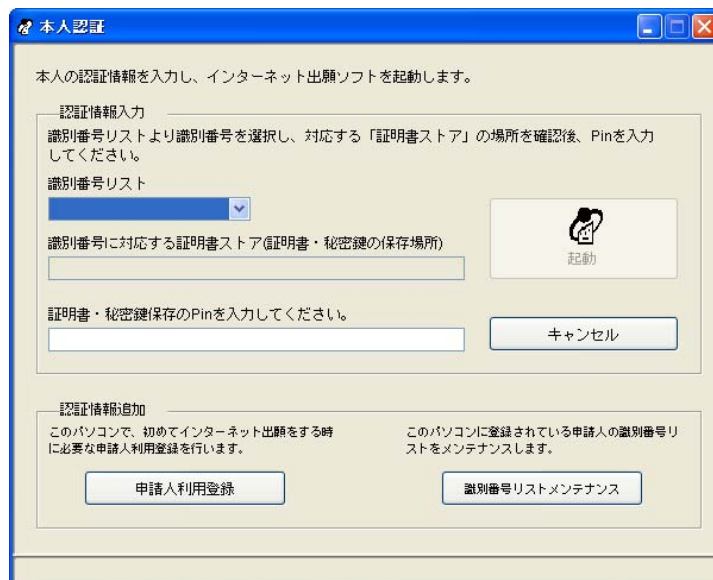 本人認証
本人の認証情報を入力し、インターネット出願ソフトを起動します。
認証情報入力
識別番号リストより識別番号を選択し、対応する「証明書ストア」の場所を確認後、Pinを入力
してください。
識別番号リスト
識別番号に対応する証明書ストア(証明書・秘密鍵の保存場所)
起動
証明書・秘密鍵保存のPinを入力してください。
キャンセル
認証情報追加
このパソコンで、初めてインターネット出願をする時
に必要な申請人利用登録を行います。
申請人利用登録
このパソコンに登録されている申請人の識別番号リ
ストをメンテナンスします。
識別番号リストメンテナンス